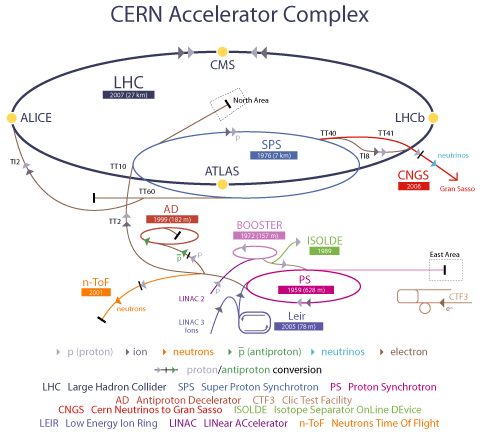 CERN Accelerator Complex
CMS
LHC
2007 (27 km)
North Area
ALICE
LHCb
TT40
TT41
SPS
1976 (7 km)
TI2
TT10
TI8
neutrinos
ATLAS
CNGS
2006
Gran Sasso
TT60
AD
1999 (182 m)
TT2
BOOSTER
1972 (157 m)
ISOLDE
1989
East Area
n-ToF
2001
p
p
p
LINAC 2
PS
1959 (628 m)
CTF3
neutrons
LINAC 3
Ions
Leir
2005 (78 m)
p (proton) ion neutrons p̅ (antiproton) neutrinos electron
proton/antiproton conversion
LHC Large Hadron Collider SPS Super Proton Synchrotron PS Proton Synchrotron
AD Antiproton Decelerator CTF3 Clic Test Facility
CNGS Cern Neutrinos to Gran Sasso ISOLDE Isotope Separator OnLine DEvice
LEIR Low Energy Ion Ring LINAC LINear ACcelerator n-ToF Neutrons Time Of Flight